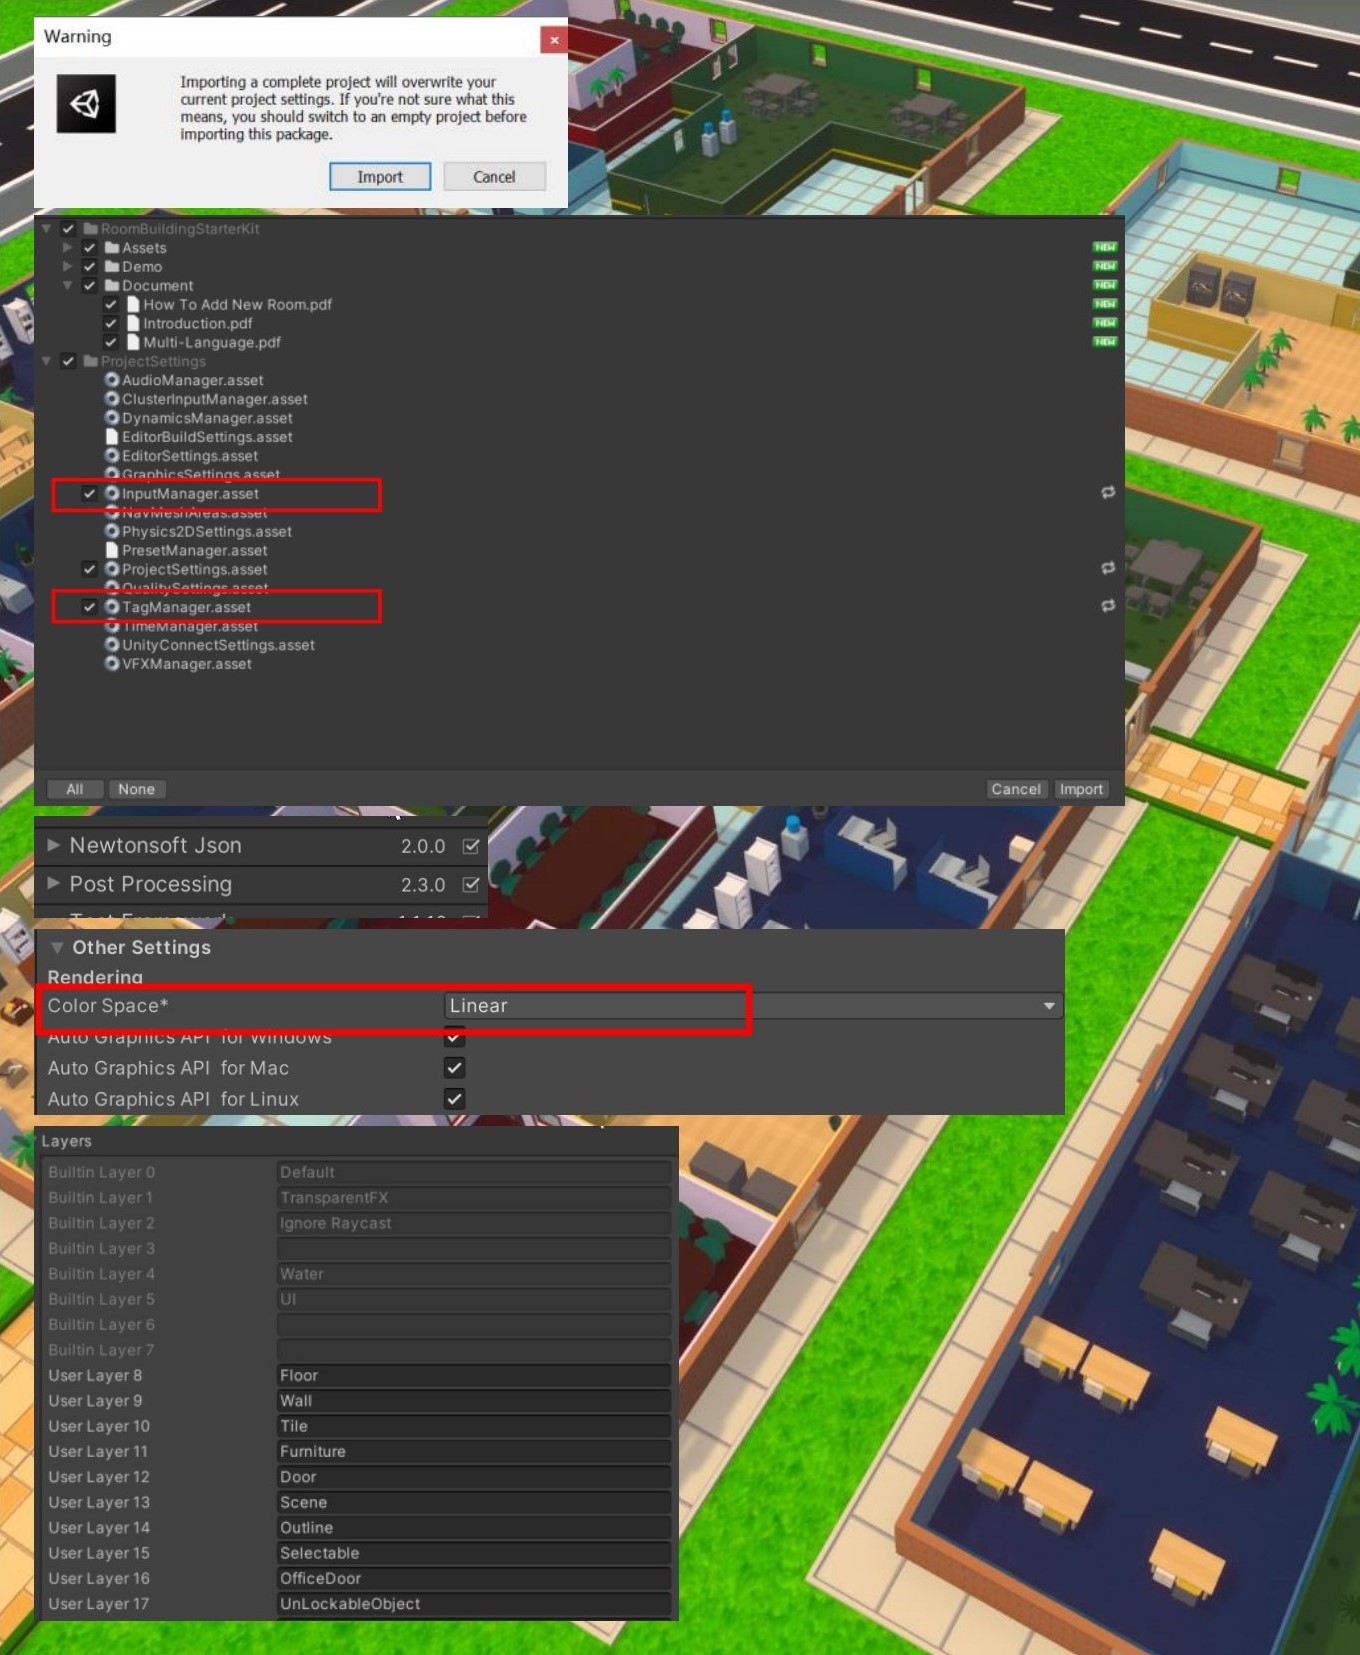 Warning
Importing a complete project will overwrite your
current project settings. If you're not sure what this
means, you should switch to an empty project before
importing this package.
Import Cancel
RoomBuildingStarterKit
Assets NEW
Demo NEW
Document NEW
How To Add New Room.pdf NEW
Introduction.pdf NEW
Multi-Language.pdf NEW
ProjectSettings
AudioManager.asset
ClusterInputManager.asset
DynamicsManager.asset
EditorBuildSettings.asset
EditorSettings.asset
GraphicsSettings.asset
InputManager.asset
NavMeshAreas.asset
Physics2DSettings.asset
PresetManager.asset
ProjectSettings.asset
QualitySettings.asset
TagManager.asset
TimeManager.asset
UnityConnectSettings.asset
VFXManager.asset
All None Cancel Import
Newtonsoft Json 2.0.0
Post Processing 2.3.0
Other Settings
Rendering
Color Space* Linear
Auto Graphics API for Windows
Auto Graphics API for Mac
Auto Graphics API for Linux
Layers
Builtin Layer 0 Default
Builtin Layer 1 TransparentFX
Builtin Layer 2 Ignore Raycast
Builtin Layer 3
Builtin Layer 4 Water
Builtin Layer 5 UI
Builtin Layer 6
Builtin Layer 7
User Layer 8 Floor
User Layer 9 Wall
User Layer 10 Tile
User Layer 11 Furniture
User Layer 12 Door
User Layer 13 Scene
User Layer 14 Outline
User Layer 15 Selectable
User Layer 16 OfficeDoor
User Layer 17 UnLockableObject